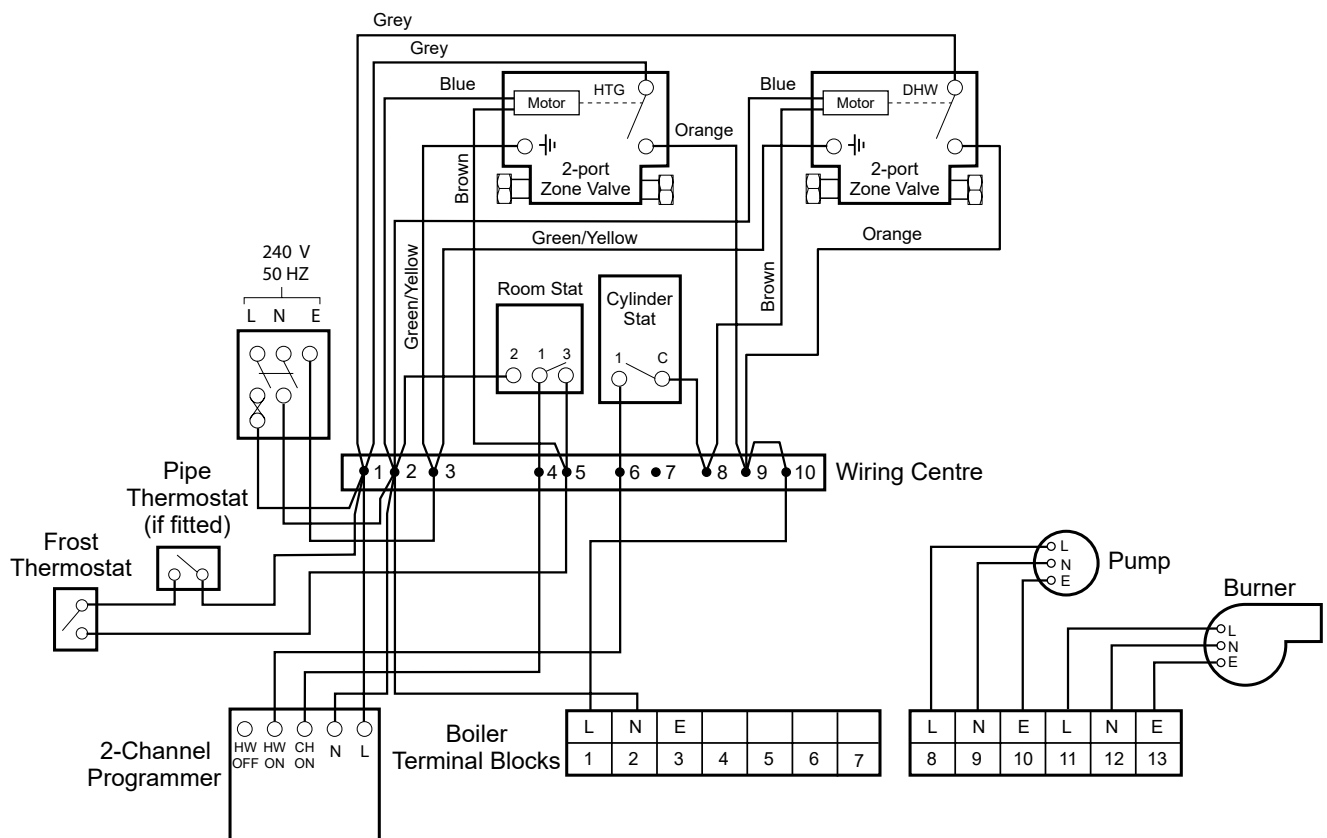 Grey
Grey
Blue
Motor
HTG
Orange
Brown
2-port
Zone Valve
Blue
Motor
DHW
2-port
Zone Valve
Green/Yellow
Green/Yellow
Orange
Brown
240 V
50 HZ
L N E
Room Stat
2 1 3
Cylinder
Stat
1 C
1 2 3 4 5 6 7 8 9 10
Wiring Centre
Pipe
Thermostat
(if fitted)
Frost
Thermostat
L
N
E
Pump
Burner
L
N
E
2-Channel
Programmer
HW
OFF
HW
ON
CH
ON
N
L
Boiler
Terminal Blocks
L N E
1 2 3 4 5 6 7
L N E L N E
8 9 10 11 12 13